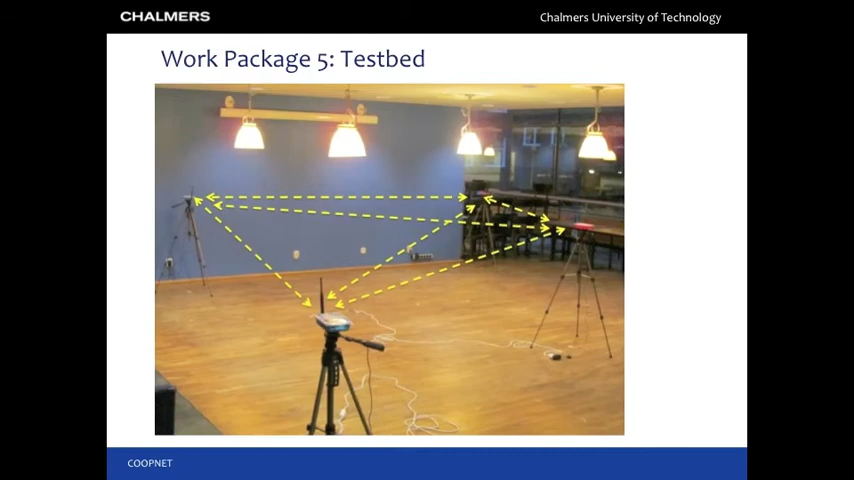 CHALMERS
Chalmers University of Technology
Work Package 5: Testbed
COOPNET